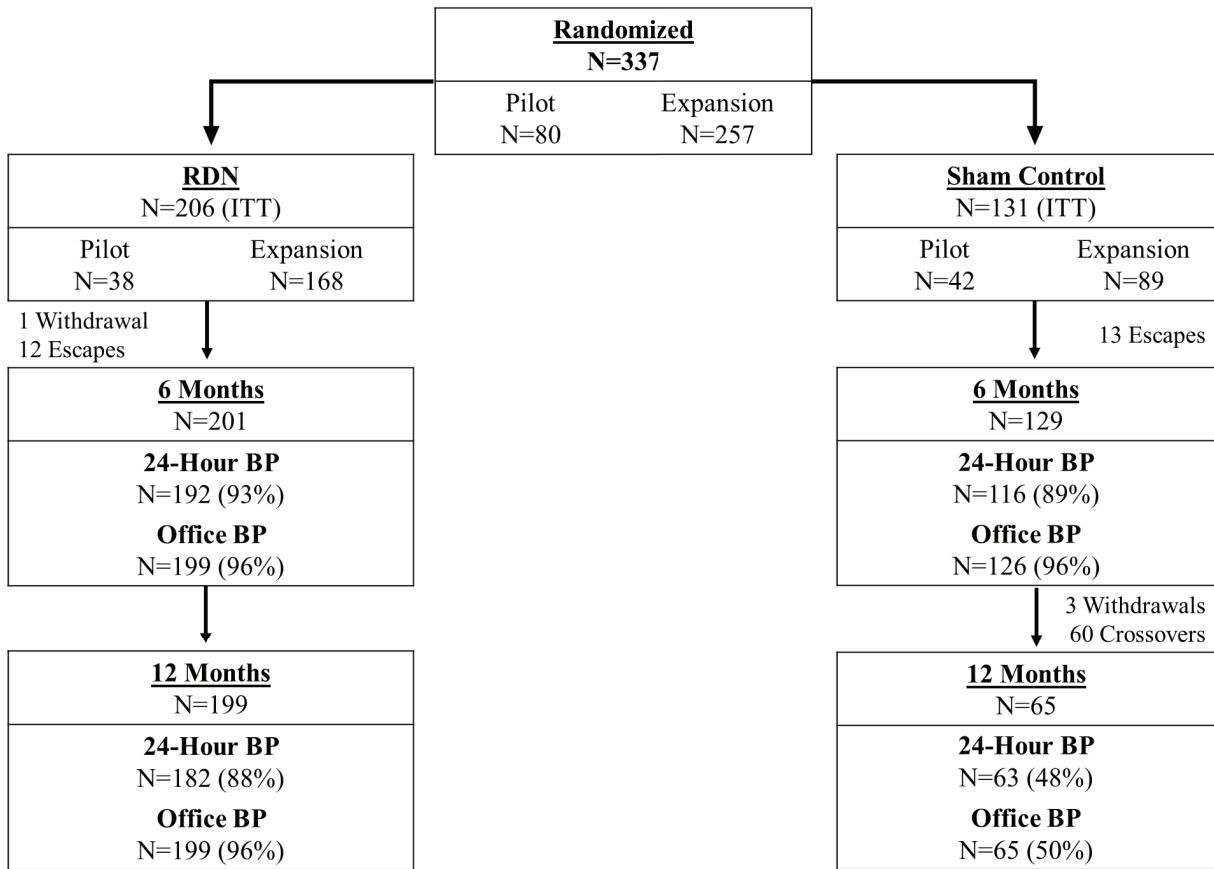 Randomized
N=337
Pilot Expansion
N=80 N=257
RDN
N=206 (ITT)
Pilot Expansion
N=38 N=168
1 Withdrawal
12 Escapes
6 Months
N=201
24-Hour BP
N=192 (93%)
Office BP
N=199 (96%)
12 Months
N=199
24-Hour BP
N=182 (88%)
Office BP
N=199 (96%)
Sham Control
N=131 (ITT)
Pilot Expansion
N=42 N=89
13 Escapes
6 Months
N=129
24-Hour BP
N=116 (89%)
Office BP
N=126 (96%)
3 Withdrawals
60 Crossovers
12 Months
N=65
24-Hour BP
N=63 (48%)
Office BP
N=65 (50%)